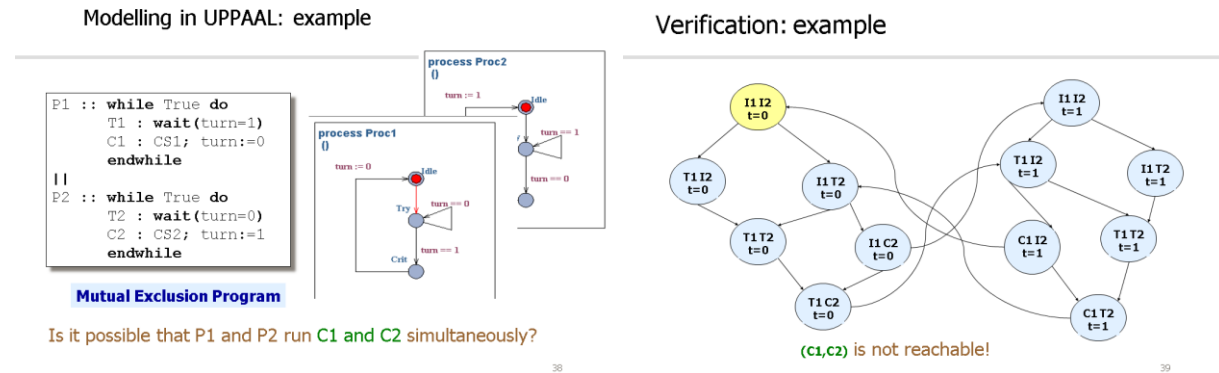 Modelling in UPPAAL: example
P1 :: while True do
T1 : wait(turn=1)
C1 : CS1; turn:=0
endwhile
||
P2 :: while True do
T2 : wait(turn=0)
C2 : CS2; turn:=1
endwhile
Mutual Exclusion Program
process Proc2
()
turn := 1
Idle
turn == 1
turn == 0
process Proc1
()
turn := 0
Idle
Try
turn == 0
turn == 1
Crit
Is it possible that P1 and P2 run C1 and C2 simultaneously?
38
Verification: example
I1 I2
t=0
I1 I2
t=1
T1 I2
t=0
I1 T2
t=0
T1 I2
t=1
I1 T2
t=1
T1 T2
t=0
I1 C2
t=0
C1 I2
t=1
T1 T2
t=1
T1 C2
t=0
C1 T2
t=1
(C1,C2) is not reachable!
39